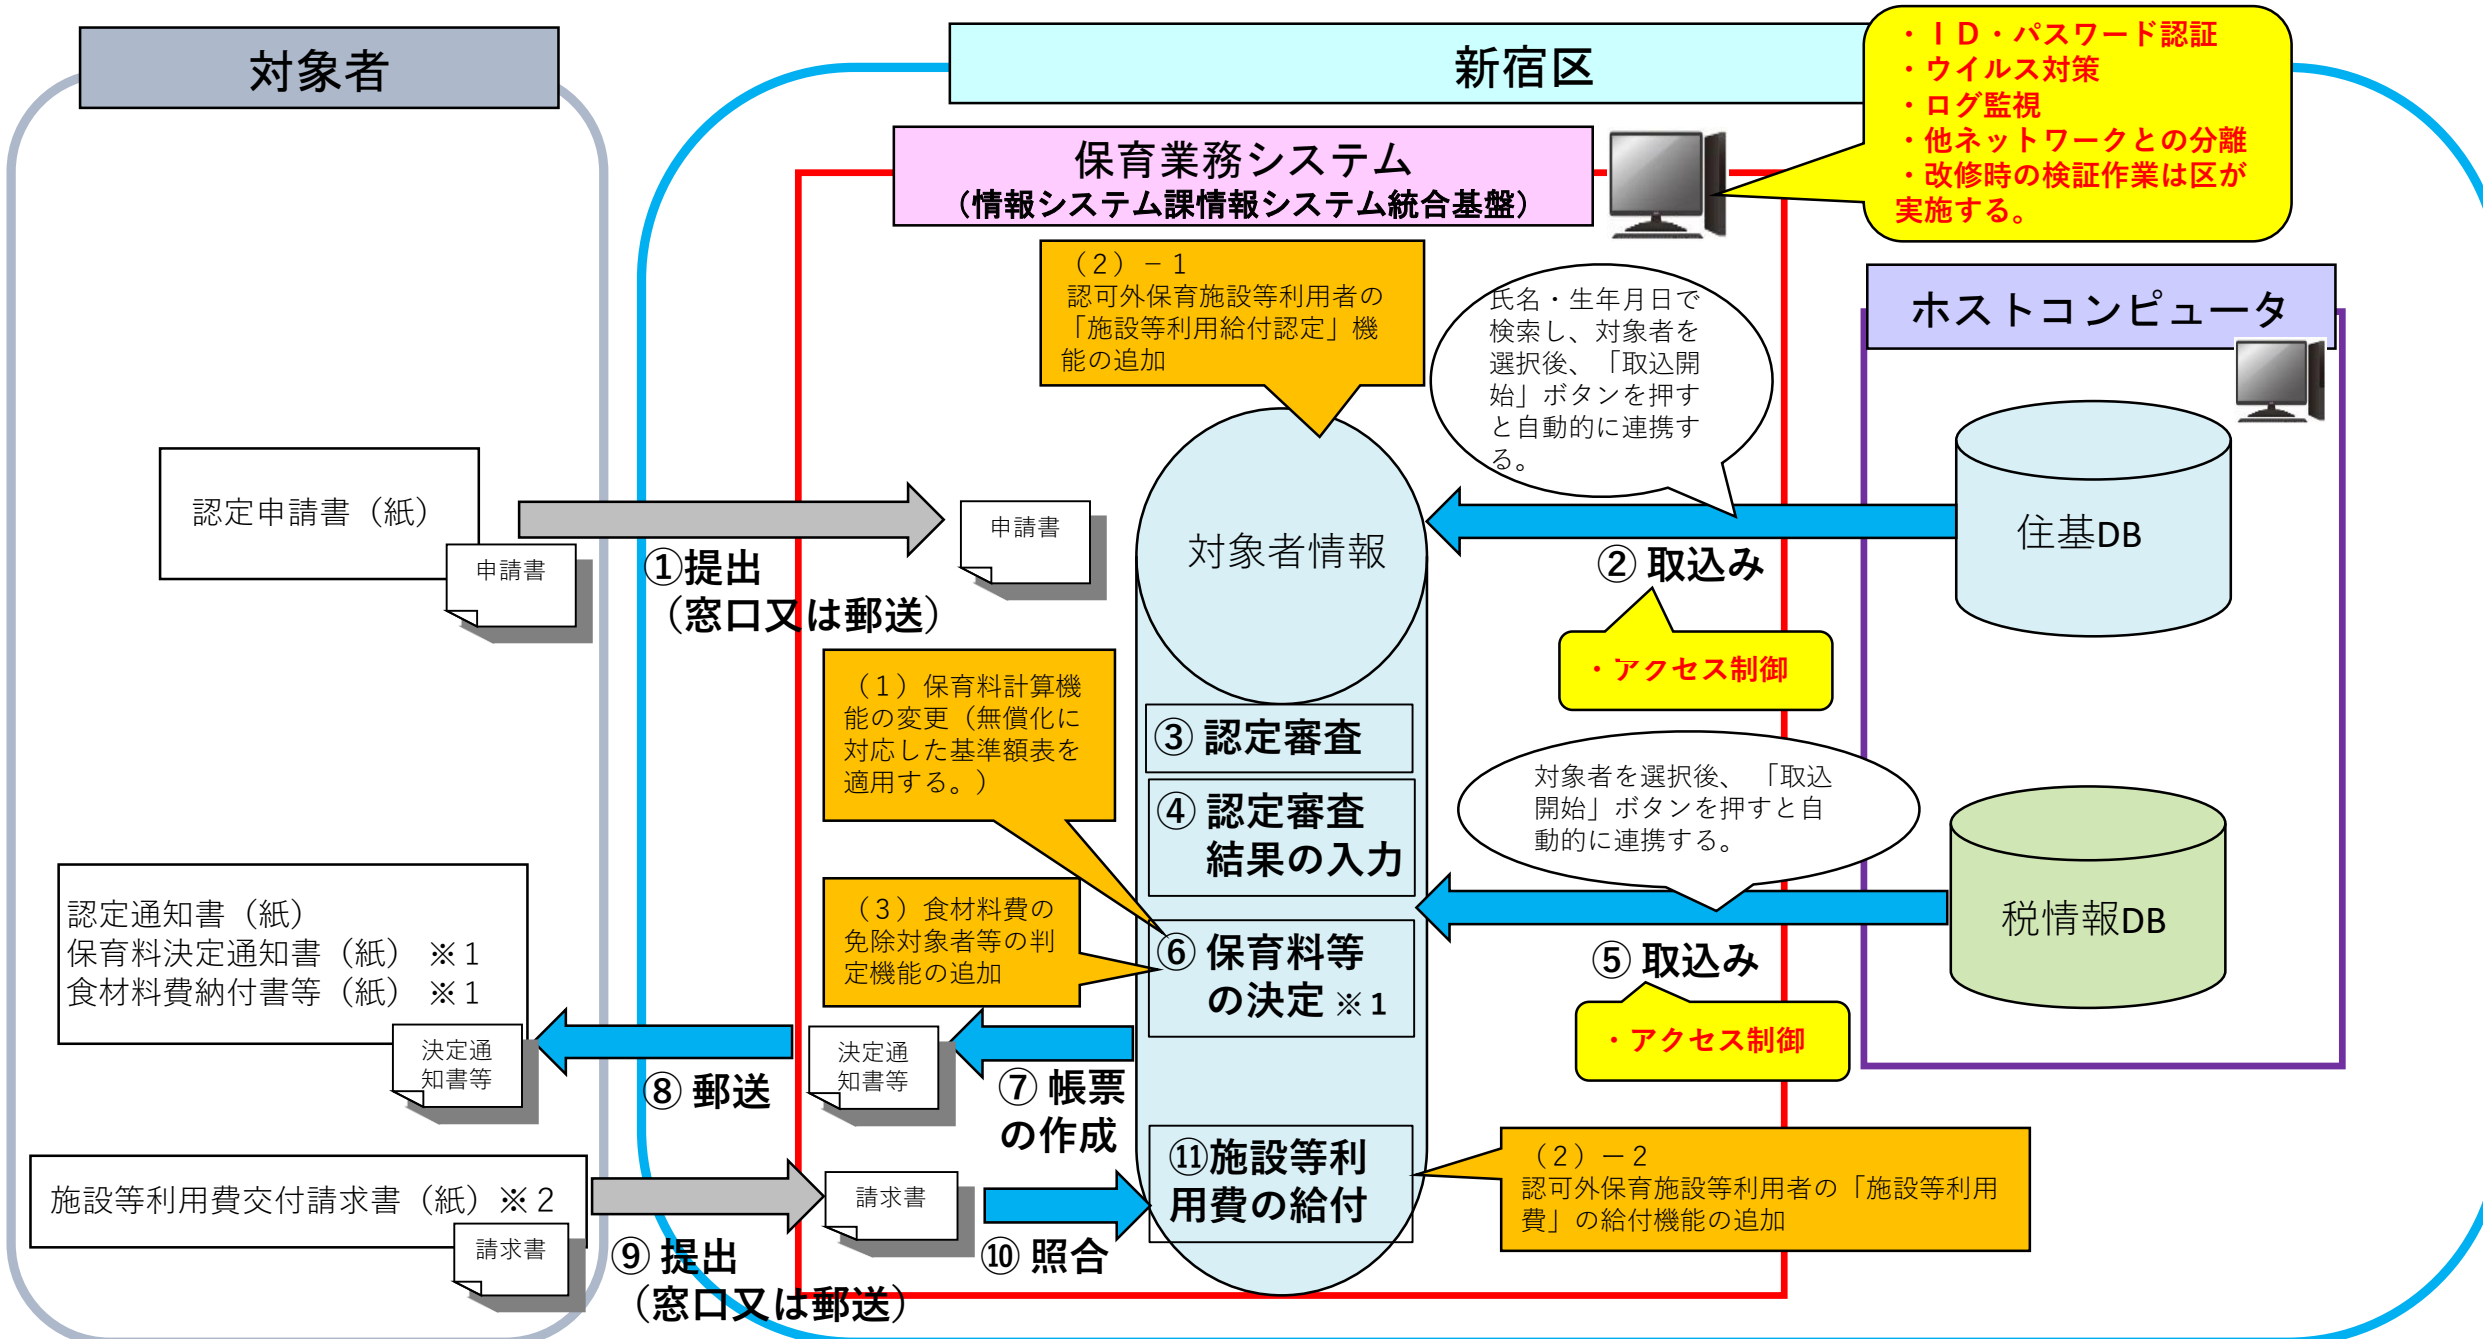 対象者
新宿区
・ＩＤ・パスワード認証
・ウイルス対策
・ログ監視
・他ネットワークとの分離
・改修時の検証作業は区が
実施する。
保育業務システム
（情報システム課情報システム統合基盤）
（２）－１
認可外保育施設等利用者の
「施設等利用給付認定」機
能の追加
氏名・生年月日で
検索し、対象者を
選択後、「取込開
始」ボタンを押す
と自動的に連携す
る。
ホストコンピュータ
認定申請書（紙）
申請書
①提出
（窓口又は郵送）
申請書
対象者情報
②取込み
住基DB
・アクセス制御
（１）保育料計算機
能の変更（無償化に
対応した基準額表を
適用する。）
③認定審査
④認定審査
結果の入力
対象者を選択後、「取込
開始」ボタンを押すと自
動的に連携する。
税情報DB
⑤取込み
・アクセス制御
（３）食材料費の
免除対象者等の判
定機能の追加
⑥保育料等
の決定※1
認定通知書（紙）
保育料決定通知書（紙）※１
食材料費納付書等（紙）※１
決定通
知書等
⑧郵送
決定通
知書等
⑦帳票
の作成
施設等利用費交付請求書（紙）※２
請求書
⑨提出
（窓口又は郵送）
請求書
⑩照合
⑪施設等利
用費の給付
（２）－２
認可外保育施設等利用者の「施設等利用
費」の給付機能の追加